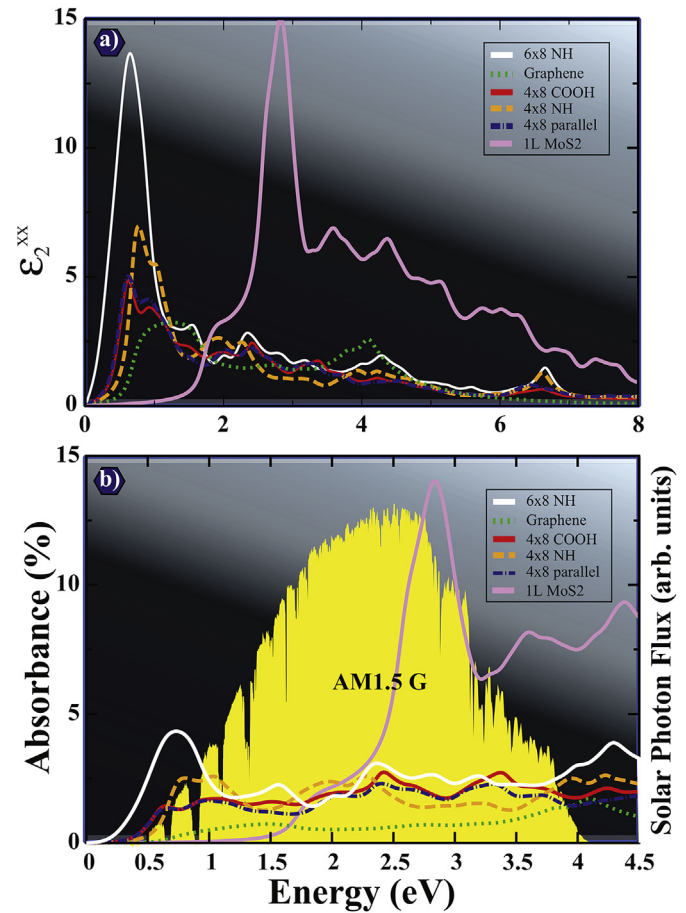 a)
15
10
5
0
ε₂ˣˣ
6x8 NH
Graphene
4x8 COOH
4x8 NH
4x8 parallel
1L MoS2
0 2 4 6 8
b)
15
10
5
0
Absorbance (%)
6x8 NH
Graphene
4x8 COOH
4x8 NH
4x8 parallel
1L MoS2
AM1.5 G
Solar Photon Flux (arb. units)
0 0.5 1 1.5 2 2.5 3 3.5 4 4.5
Energy (eV)